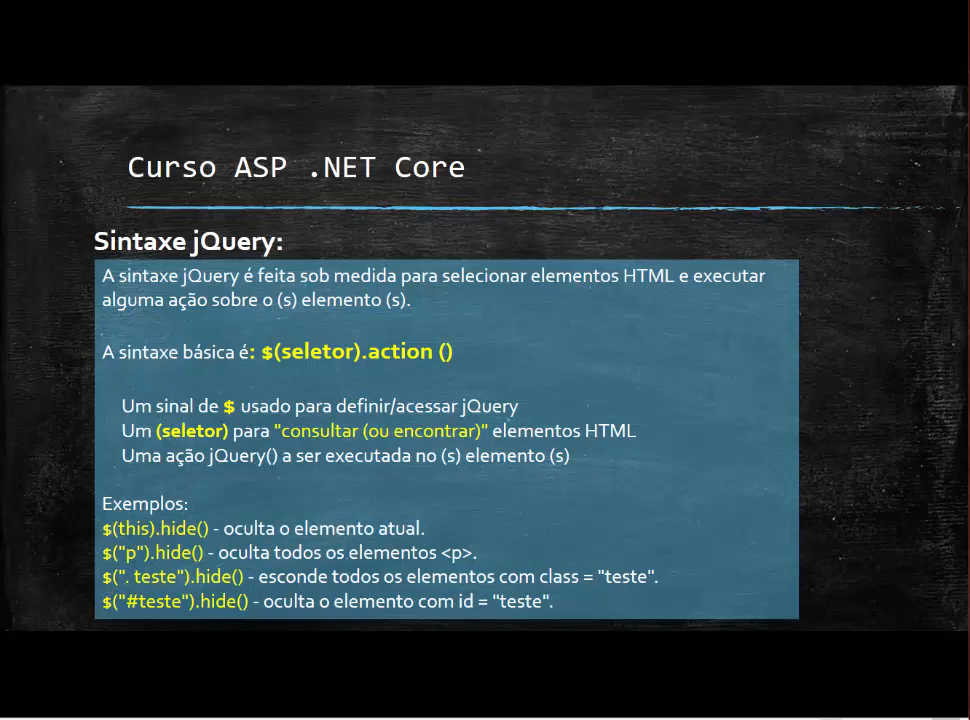 Curso ASP .NET Core
Sintaxe jQuery:
A sintaxe jQuery é feita sob medida para selecionar elementos HTML e executar
alguma ação sobre o (s) elemento (s).
A sintaxe básica é: $(seletor).action ()
Um sinal de $ usado para definir/acessar jQuery
Um (seletor) para "consultar (ou encontrar)" elementos HTML
Uma ação jQuery() a ser executada no (s) elemento (s)
Exemplos:
$(this).hide() - oculta o elemento atual.
$("p").hide() - oculta todos os elementos <p>.
$(". teste").hide() - esconde todos os elementos com class = "teste".
$("#teste").hide() - oculta o elemento com id = "teste".